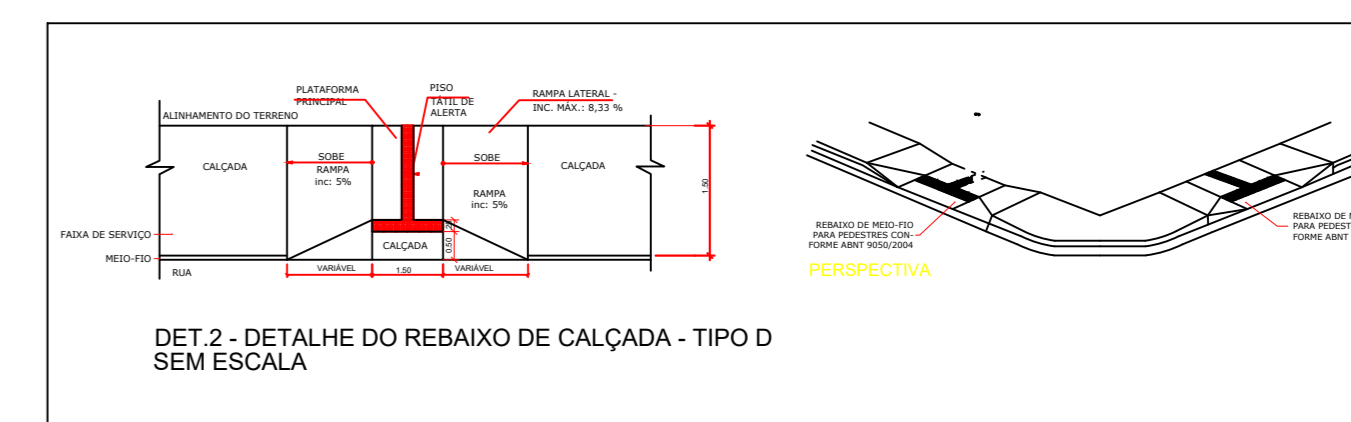 PLATAFORMA
PRINCIPAL
PISO
TÁTIL DE
ALERTA
RAMPA LATERAL -
INC. MÁX.: 8,33 %
ALINHAMENTO DO TERRENO
CALÇADA
SOBE
RAMPA
inc: 5%
SOBE
RAMPA
inc: 5%
CALÇADA
1.50
FAIXA DE SERVIÇO
CALÇADA
0.50
MEIO-FIO
RUA
VARIÁVEL
1.50
VARIÁVEL
REBAIXO DE MEIO-FIO
PARA PEDESTRES CON-
FORME ABNT 9050/2004
REBAIXO DE
PARA PEDEST
FORME ABNT
PERSPECTIVA
DET.2 - DETALHE DO REBAIXO DE CALÇADA - TIPO D
SEM ESCALA